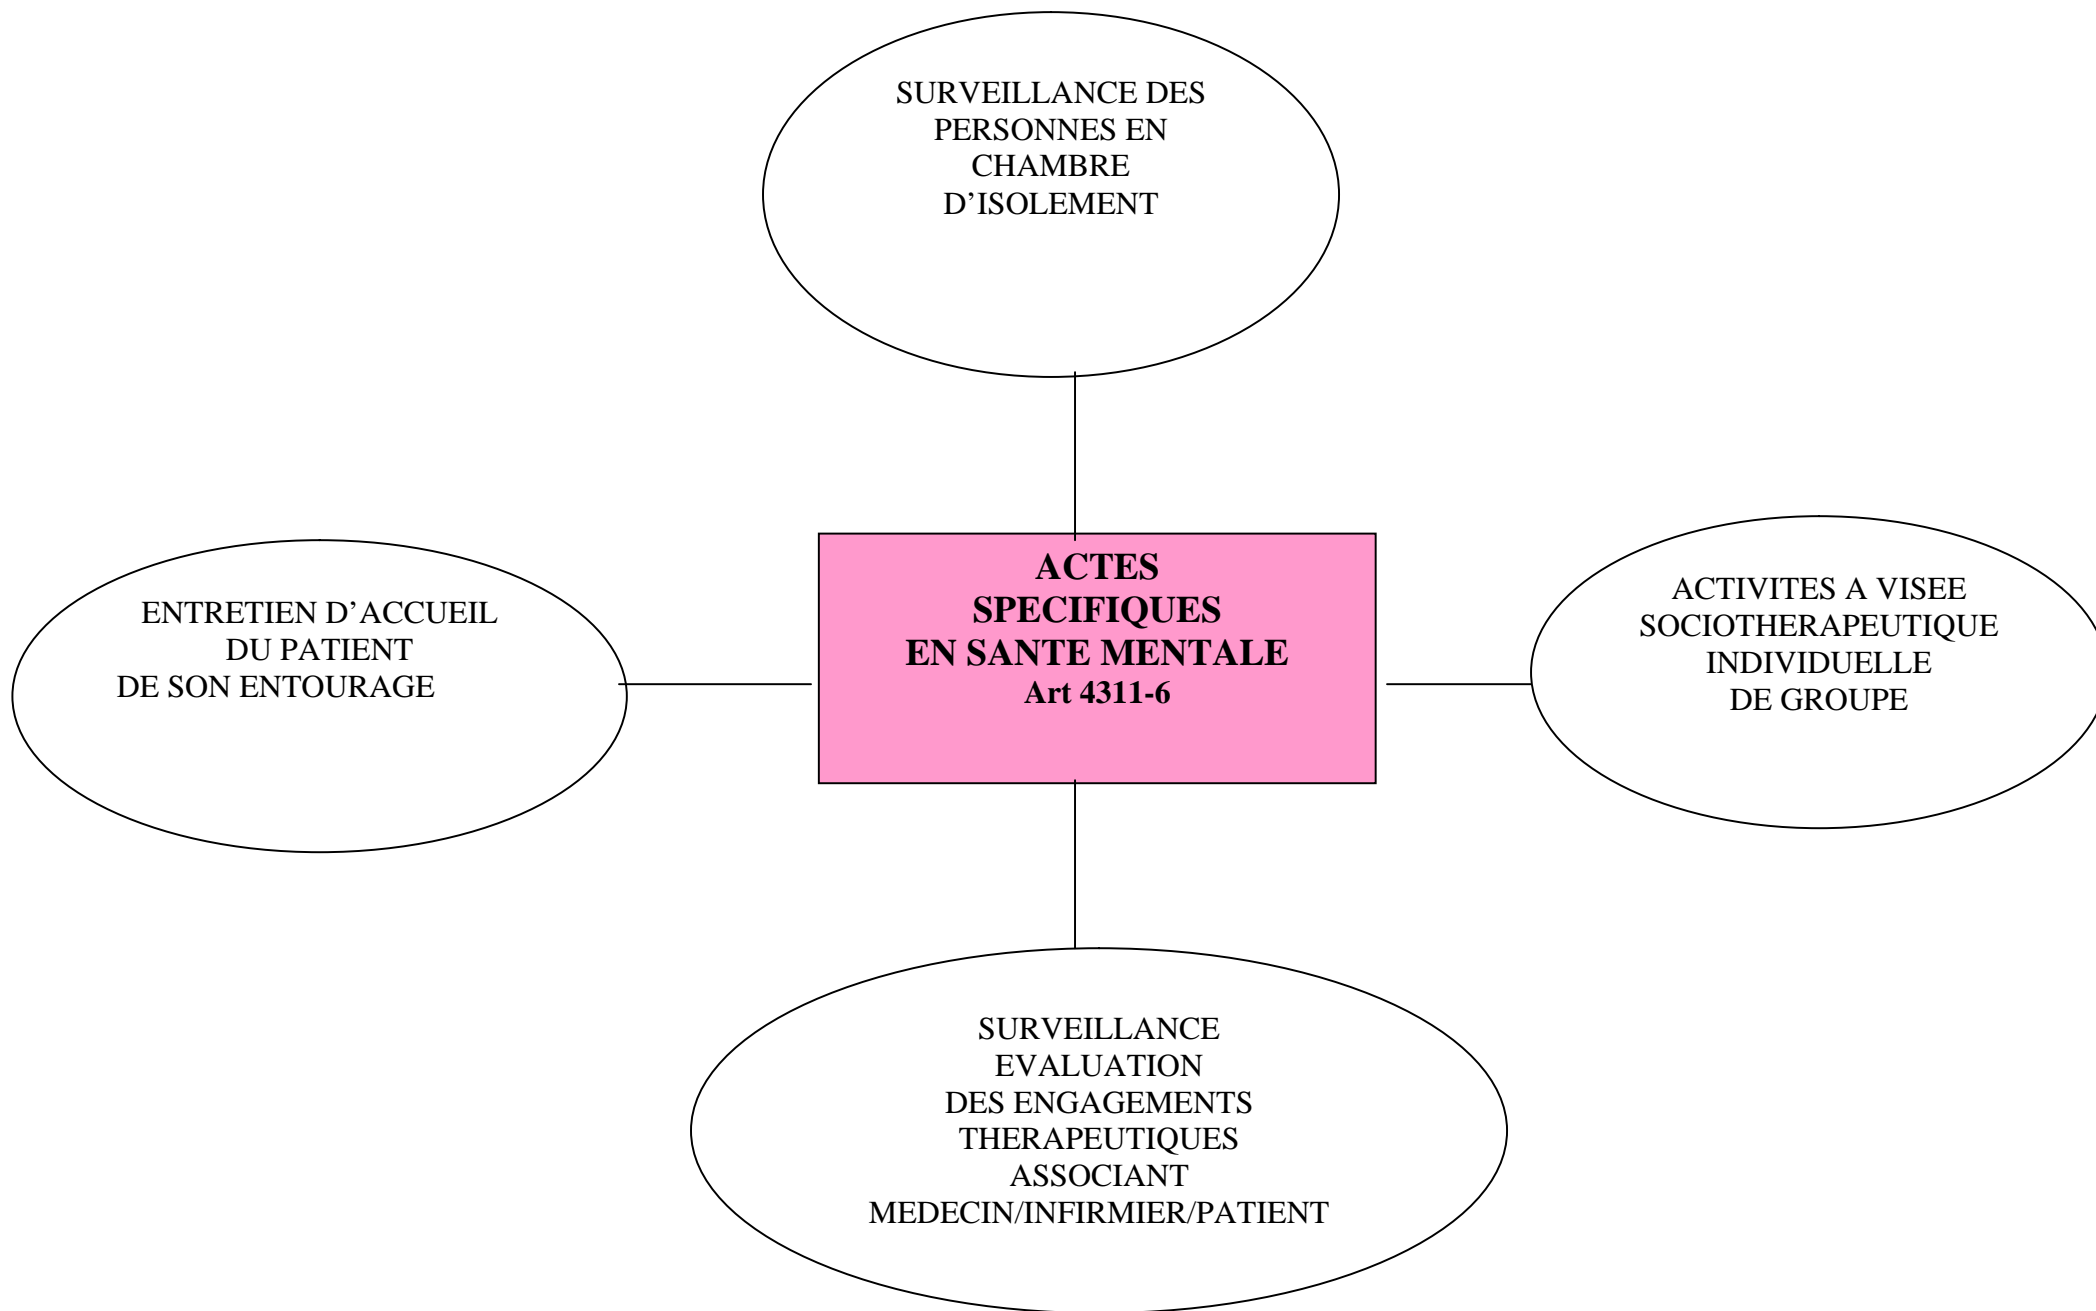 SURVEILLANCE DES
PERSONNES EN
CHAMBRE
D’ISOLEMENT
ENTRETIEN D’ACCUEIL
DU PATIENT
DE SON ENTOURAGE
ACTES
SPECIFIQUES
EN SANTE MENTALE
Art 4311-6
ACTIVITES A VISEE
SOCIOTHERAPEUTIQUE
INDIVIDUELLE
DE GROUPE
SURVEILLANCE
EVALUATION
DES ENGAGEMENTS
THERAPEUTIQUES
ASSOCIANT
MEDECIN/INFIRMIER/PATIENT